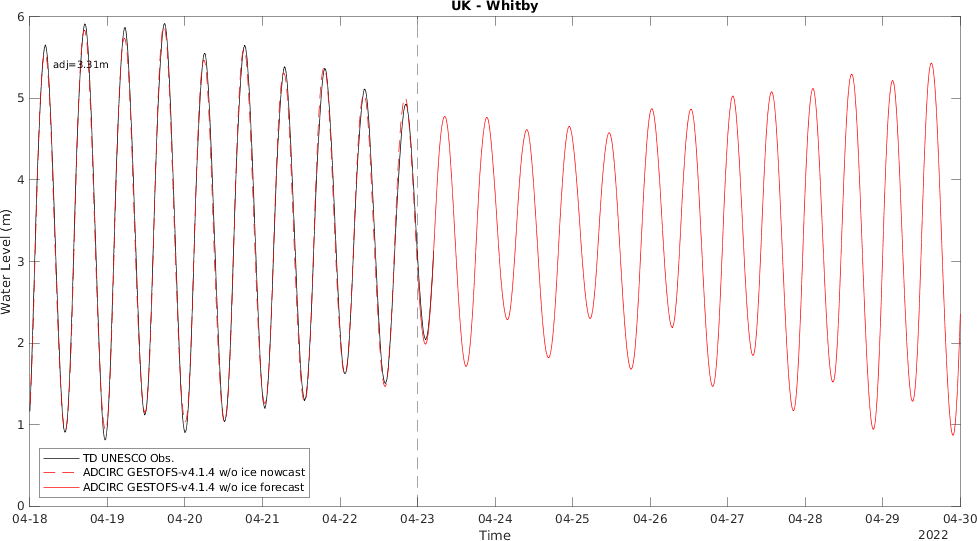 UK - Whitby
6
5
4
3
2
1
0
Water Level (m)
adj=3.31m
TD UNESCO Obs.
ADCIRC GESTOFS-v4.1.4 w/o ice nowcast
ADCIRC GESTOFS-v4.1.4 w/o ice forecast
04-18 04-19 04-20 04-21 04-22 04-23 04-24 04-25 04-26 04-27 04-28 04-29 04-30
Time
2022